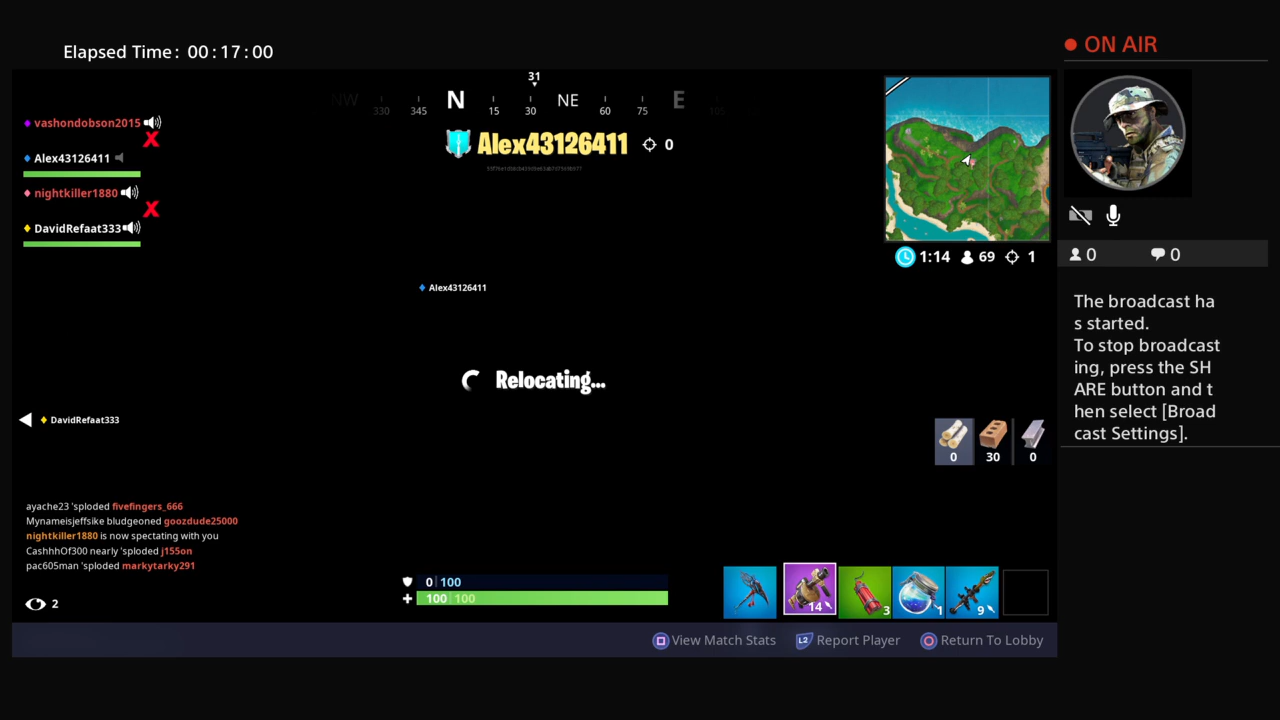 Elapsed Time: 00:17:00
ON AIR
31
NW 330 345 N 15 30 NE 60 75 E 105
vashondobson2015
Alex43126411
nightkiller1880
DavidRefaat333
Alex43126411 0
1:14 69 1
0 0
The broadcast ha
s started.
To stop broadcast
ing, press the SH
ARE button and t
hen select [Broad
cast Settings].
Alex43126411
Relocating...
DavidRefaat333
0 30 0
ayache23 'sploded fivefingers_666
Mynameisjeffsike bludgeoned goozdude25000
nightkiller1880 is now spectating with you
CashhhOf300 nearly 'sploded j155on
pac605man 'sploded markytarky291
2
0 | 100
100 | 100
14 3 1 9
View Match Stats L2 Report Player Return To Lobby